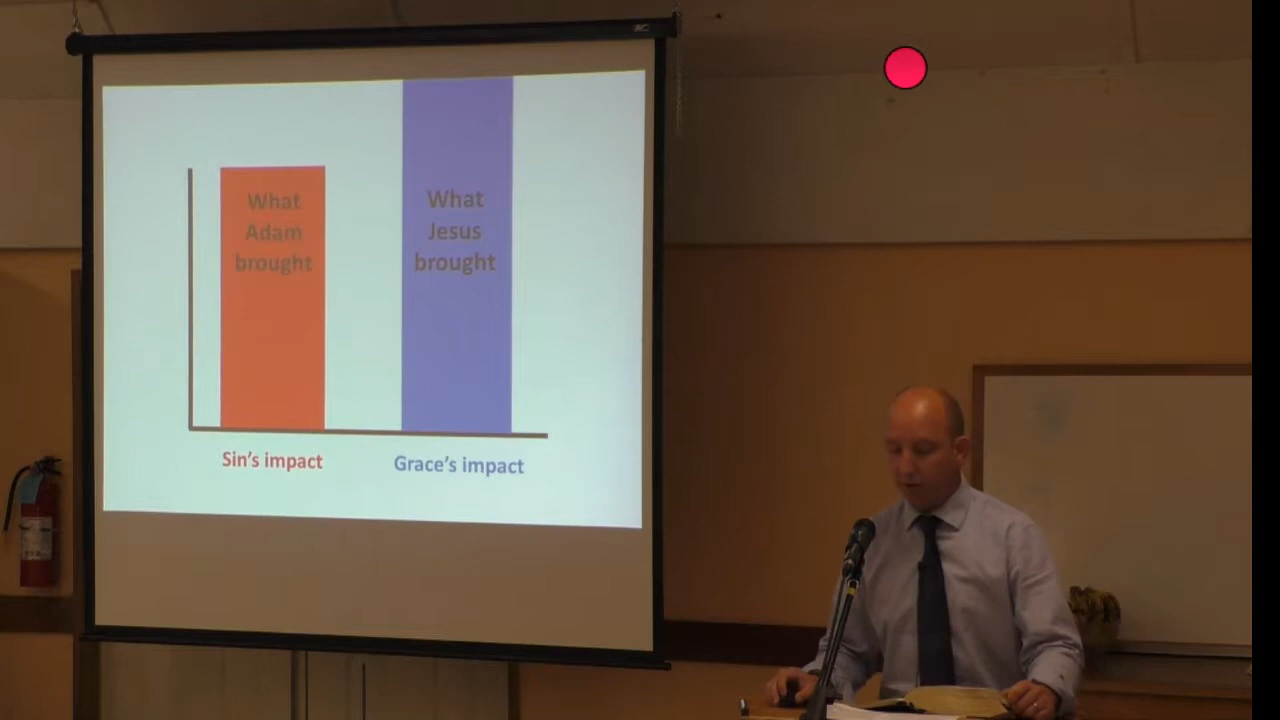 What
Adam
brought
What
Jesus
brought
Sin's impact
Grace's impact